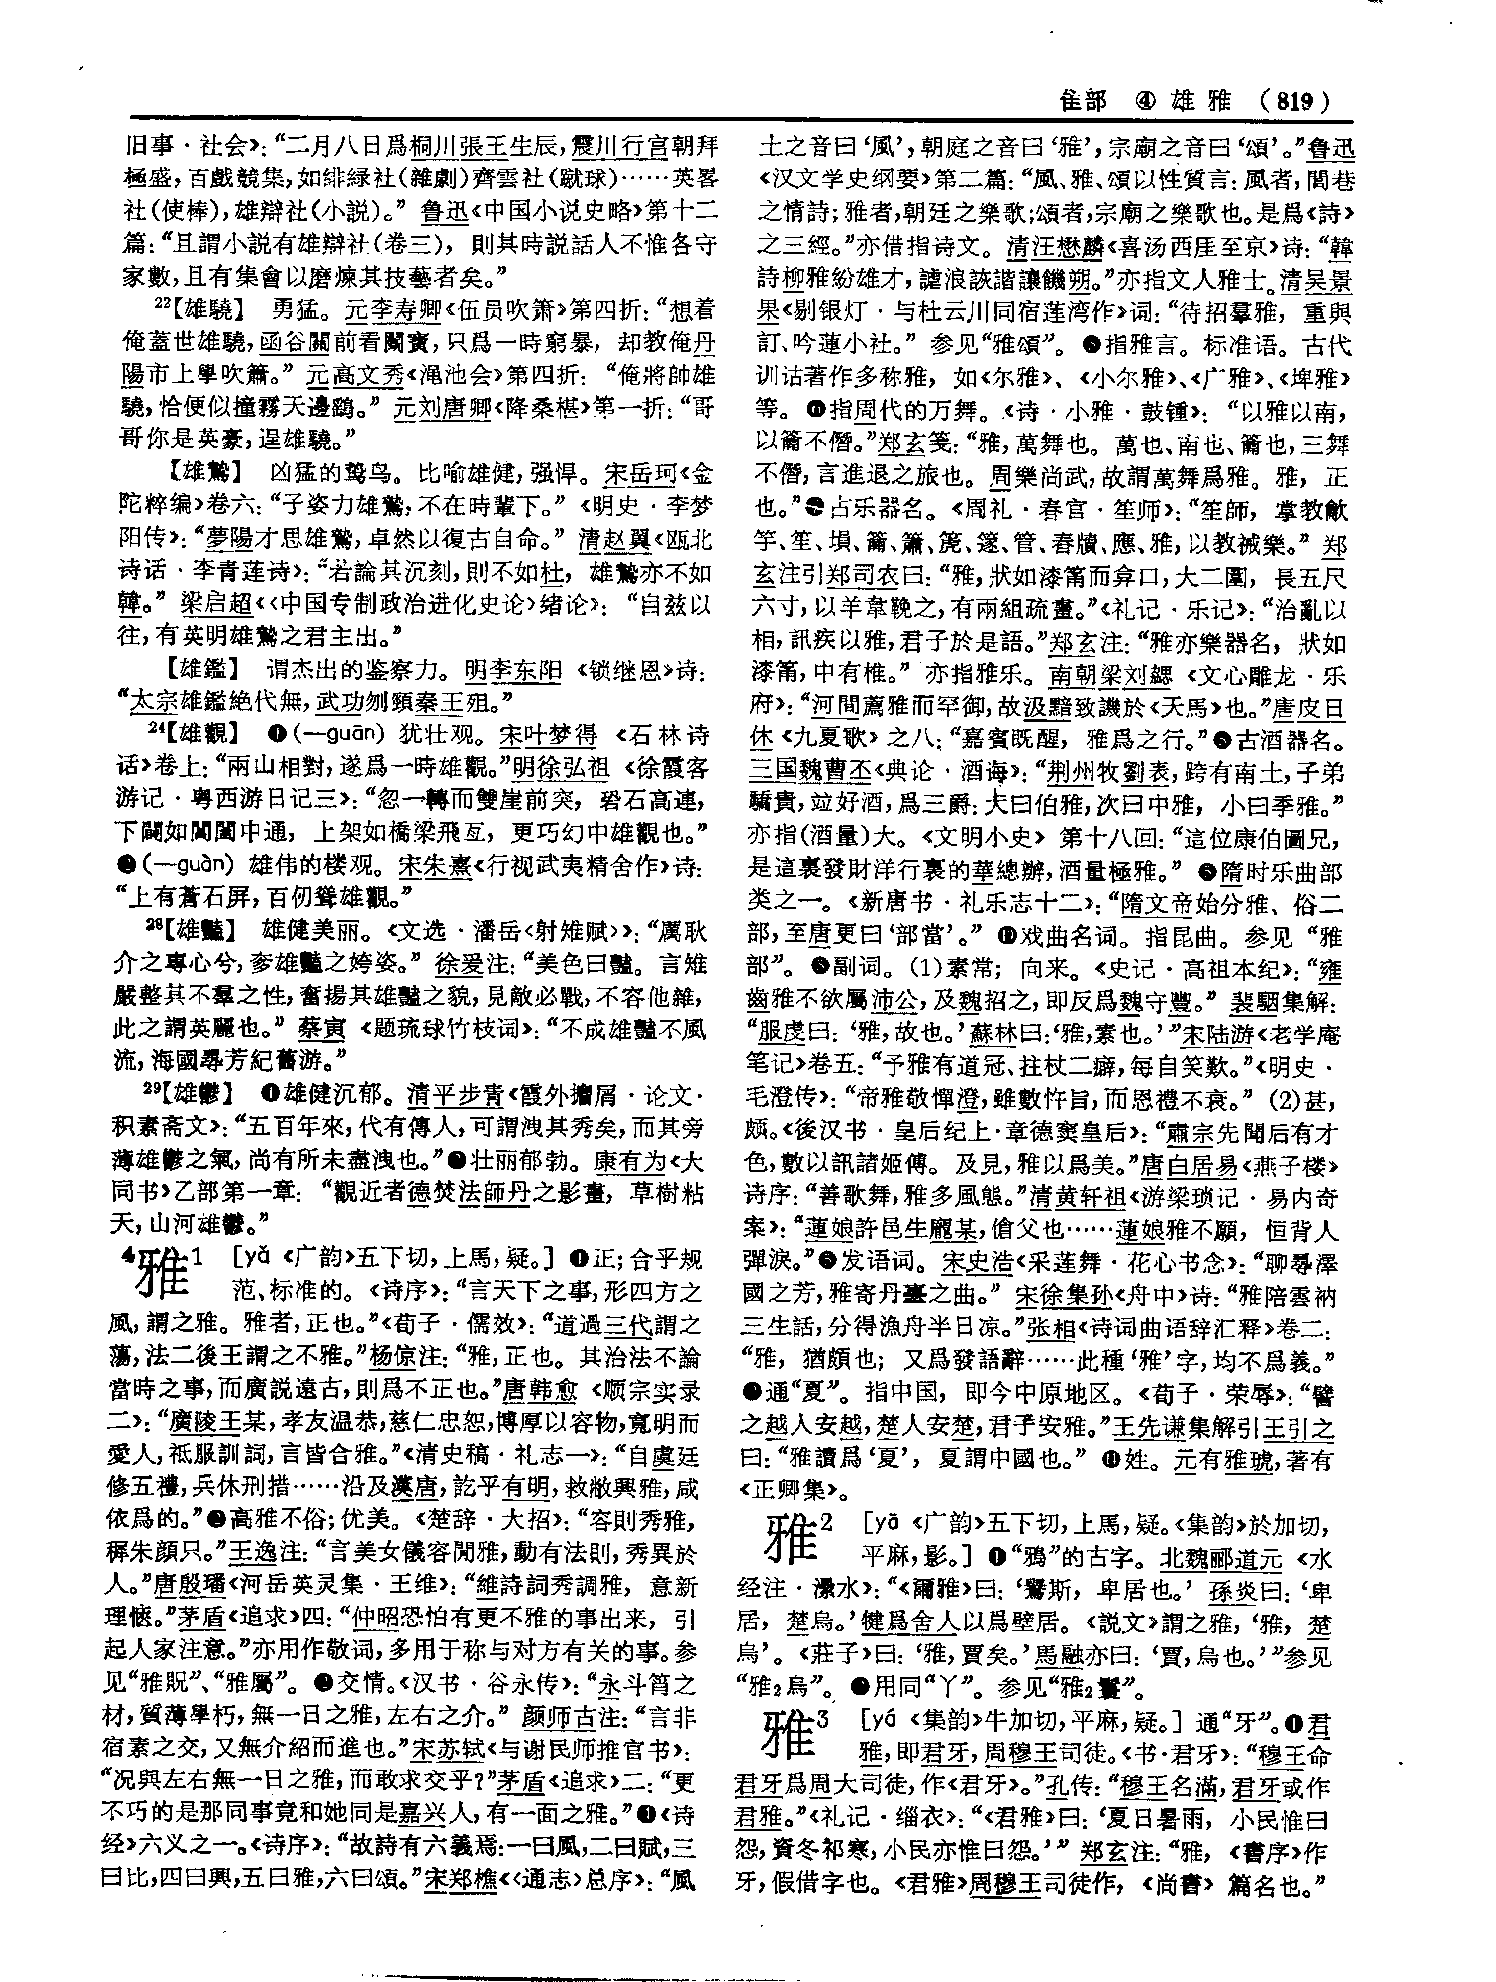 隹部 ④ 雄雅 (819)
旧事·社会》：“二月八日爲桐川張王生辰，震川行宫朝拜
極盛，百戲競集，如緋緑社(雜劇)齊雲社(蹴球)……英畧
社(使棒)，雄辯社(小説)。” 鲁迅《中国小说史略》第十二
篇：“且謂小説有雄辯社(卷三)，則其時説話人不惟各守
家數，且有集會以磨煉其技藝者矣。”
22【雄驍】 勇猛。元李寿卿《伍员吹箫》第四折：“想着
俺蓋世雄驍，函谷關前看鬭寶，只爲一時窮暴，却教俺丹
陽市上學吹簫。” 元高文秀《渑池会》第四折：“俺將帥雄
驍，恰便似撞霧天邊鷂。” 元刘唐卿《降桑椹》第一折：“哥
哥你是英豪，逞雄驍。”
【雄鷙】 凶猛的鸷鸟。比喻雄健，强悍。宋岳珂《金
陀粹编》卷六：“子姿力雄鷙，不在時輩下。”《明史·李梦
阳传》：“夢陽才思雄鷙，卓然以復古自命。” 清赵翼《瓯北
诗话·李青莲诗》：“若論其沉刻，則不如杜，雄鷙亦不如
韓。” 梁启超《〈中国专制政治进化史论〉绪论》：“自兹以
往，有英明雄鷙之君主出。”
【雄鑑】 谓杰出的鉴察力。明李东阳《锁继恩》诗：
“太宗雄鑑絶代無，武功刎頸秦王殂。”
24【雄觀】 ❶(—guān) 犹壮观。宋叶梦得《石林诗
话》卷上：“兩山相對，遂爲一時雄觀。”明徐弘祖《徐霞客
游记·粤西游日记三》：“忽一轉而雙崖前突，碧石高連，
下闢如閶闔中通，上架如橋梁飛亙，更巧幻中雄觀也。”
❷(—guàn) 雄伟的楼观。宋朱熹《行视武夷精舍作》诗：
“上有蒼石屏，百仞聳雄觀。”
28【雄豔】 雄健美丽。《文选·潘岳〈射雉赋〉》：“厲耿
介之專心兮，奓雄豔之姱姿。” 徐爰注：“美色曰豔。言雉
嚴整其不羣之性，奮揚其雄豔之貌，見敵必戰，不容他雜，
此之謂英麗也。” 蔡寅《题琉球竹枝词》：“不成雄豔不風
流，海國尋芳紀舊游。”
29【雄鬱】 ❶雄健沉郁。清平步青《霞外攟屑·论文·
积素斋文》：“五百年來，代有傳人，可謂洩其秀矣，而其旁
薄雄鬱之氣，尚有所未盡洩也。”❷壮丽郁勃。康有为《大
同书》乙部第一章：“觀近者德焚法師丹之影畫，草樹粘
天，山河雄鬱。”
4雅1 [yǎ《广韵》五下切，上馬，疑。] ❶正；合乎规
范、标准的。《诗序》：“言天下之事，形四方之
風，謂之雅。雅者，正也。”《荀子·儒效》：“道過三代謂之
蕩，法二後王謂之不雅。”杨倞注：“雅，正也。其治法不論
當時之事，而廣説遠古，則爲不正也。”唐韩愈《顺宗实录
二》：“廣陵王某，孝友温恭，慈仁忠恕，博厚以容物，寬明而
愛人，祗服訓詞，言皆合雅。”《清史稿·礼志一》：“自虞廷
修五禮，兵休刑措……沿及漢唐，訖乎有明，救敝興雅，咸
依爲的。”❷高雅不俗；优美。《楚辞·大招》：“容則秀雅，
穉朱顔只。”王逸注：“言美女儀容閒雅，動有法則，秀異於
人。”唐殷璠《河岳英灵集·王维》：“維詩詞秀調雅，意新
理愜。”茅盾《追求》四：“仲昭恐怕有更不雅的事出來，引
起人家注意。”亦用作敬词，多用于称与对方有关的事。参
见“雅貺”、“雅屬”。❸交情。《汉书·谷永传》：“永斗筲之
材，質薄學朽，無一日之雅，左右之介。” 颜师古注：“言非
宿素之交，又無介紹而進也。”宋苏轼《与谢民师推官书》：
“况與左右無一日之雅，而敢求交乎？”茅盾《追求》二：“更
不巧的是那同事竟和她同是嘉兴人，有一面之雅。”❹《诗
经》六义之一。《诗序》：“故詩有六義焉：一曰風，二曰賦，三
曰比，四曰興，五曰雅，六曰頌。”宋郑樵《〈通志〉总序》：“風
土之音曰‘風’，朝庭之音曰‘雅’，宗廟之音曰‘頌’。”鲁迅
《汉文学史纲要》第二篇：“風、雅、頌以性質言：風者，閭巷
之情詩；雅者，朝廷之樂歌；頌者，宗廟之樂歌也。是爲《詩》
之三經。”亦借指诗文。清汪懋麟《喜汤西厓至京》诗：“韓
詩柳雅紛雄才，謔浪詼諧讓饑朔。”亦指文人雅士。清吴景
果《剔银灯·与杜云川同宿莲湾作》词：“待招羣雅，重與
訂、吟蓮小社。” 参见“雅頌”。❺指雅言。标准语。古代
训诂著作多称雅，如《尔雅》、《小尔雅》、《广雅》、《埤雅》
等。❻指周代的万舞。《诗·小雅·鼓锺》：“以雅以南，
以籥不僭。”郑玄笺：“雅，萬舞也。萬也、南也、籥也，三舞
不僭，言進退之旅也。周樂尚武，故謂萬舞爲雅。雅，正
也。”❼古乐器名。《周礼·春官·笙师》：“笙師，掌教龡
竽、笙、塤、籥、簫、篪、篴、管、舂牘、應、雅，以教祴樂。” 郑
玄注引郑司农曰：“雅，狀如漆筩而弇口，大二圍，長五尺
六寸，以羊韋鞔之，有兩組疏畫。”《礼记·乐记》：“治亂以
相，訊疾以雅，君子於是語。”郑玄注：“雅亦樂器名，狀如
漆筩，中有椎。” 亦指雅乐。南朝梁刘勰《文心雕龙·乐
府》：“河間薦雅而罕御，故汲黯致譏於《天馬》也。”唐皮日
休《九夏歌》之八：“嘉賓既醒，雅爲之行。”❽古酒器名。
三国魏曹丕《典论·酒诲》：“荆州牧劉表，跨有南土，子弟
驕貴，竝好酒，爲三爵：大曰伯雅，次曰中雅，小曰季雅。”
亦指(酒量)大。《文明小史》第十八回：“這位康伯圖兄，
是這裏發財洋行裏的華總辦，酒量極雅。” ❾隋时乐曲部
类之一。《新唐书·礼乐志十二》：“隋文帝始分雅、俗二
部，至唐更曰‘部當’。” ❿戏曲名词。指昆曲。参见“雅
部”。⓫副词。(1)素常；向来。《史记·高祖本纪》：“雍
齒雅不欲屬沛公，及魏招之，即反爲魏守豐。” 裴駰集解：
“服虔曰：‘雅，故也。’蘇林曰：‘雅，素也。’”宋陆游《老学庵
笔记》卷五：“予雅有道冠、拄杖二癖，每自笑歎。”《明史·
毛澄传》：“帝雅敬憚澄，雖數忤旨，而恩禮不衰。” (2)甚，
颇。《後汉书·皇后纪上·章德窦皇后》：“肅宗先聞后有才
色，數以訊諸姬傅。及見，雅以爲美。”唐白居易《燕子楼》
诗序：“善歌舞，雅多風態。”清黄轩祖《游梁琐记·易内奇
案》：“蓮娘許邑生龐某，傖父也……蓮娘雅不願，恒背人
彈淚。”⓬发语词。宋史浩《采莲舞·花心书念》：“聊尋澤
國之芳，雅寄丹臺之曲。” 宋徐集孙《舟中》诗：“雅陪雲衲
三生話，分得漁舟半日凉。”张相《诗词曲语辞汇释》卷二：
“雅，猶頗也；又爲發語辭……此種‘雅’字，均不爲義。”
⓭通“夏”。指中国，即今中原地区。《荀子·荣辱》：“譬
之越人安越，楚人安楚，君子安雅。”王先谦集解引王引之
曰：“雅讀爲‘夏’，夏謂中國也。” ⓮姓。元有雅琥，著有
《正卿集》。
雅2 [yā《广韵》五下切，上馬，疑。《集韵》於加切，
平麻，影。] ❶“鴉”的古字。北魏郦道元《水
经注·㶟水》：“《爾雅》曰：‘鸒斯，卑居也。’ 孫炎曰：‘卑
居，楚烏。’犍爲舍人以爲壁居。《説文》謂之雅，‘雅，楚
烏’。《莊子》曰：‘雅，賈矣。’馬融亦曰：‘賈，烏也。’”参见
“雅2烏”。❷用同“丫”。参见“雅2鬟”。
雅3 [yá《集韵》牛加切，平麻，疑。] 通“牙”。❶君
雅，即君牙，周穆王司徒。《书·君牙》：“穆王命
君牙爲周大司徒，作《君牙》。”孔传：“穆王名滿，君牙或作
君雅。”《礼记·缁衣》：“《君雅》曰：‘夏日暑雨，小民惟曰
怨，資冬祁寒，小民亦惟曰怨。’” 郑玄注：“雅，《書序》作
牙，假借字也。《君雅》周穆王司徒作，《尚書》篇名也。”